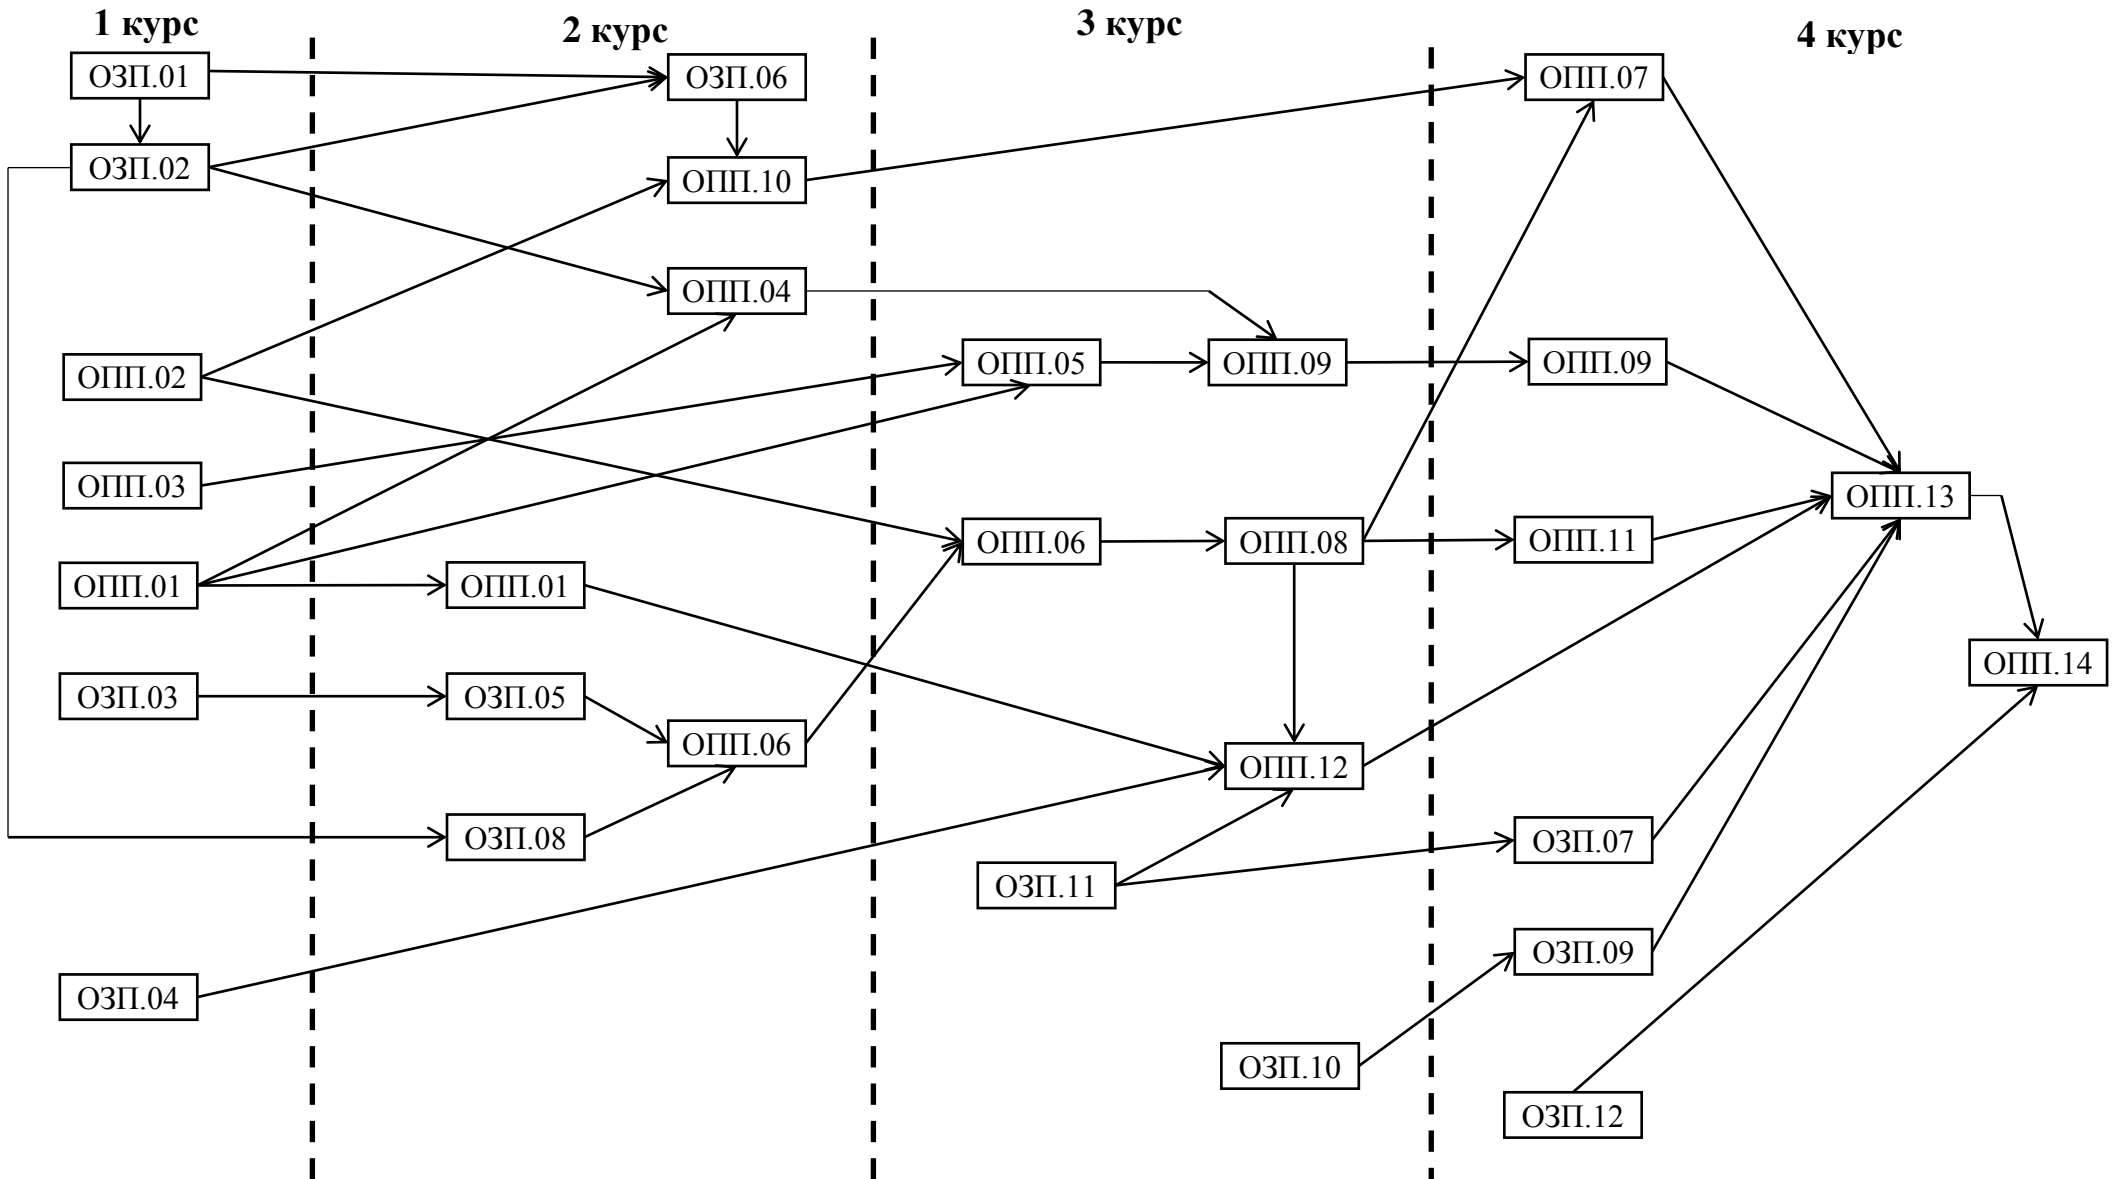 1 курс
2 курс
3 курс
4 курс
ОЗП.01
ОЗП.06
ОПП.07
ОЗП.02
ОПП.10
ОПП.04
ОПП.02
ОПП.05
ОПП.09
ОПП.09
ОПП.03
ОПП.13
ОПП.06
ОПП.08
ОПП.11
ОПП.01
ОПП.01
ОПП.14
ОЗП.03
ОЗП.05
ОПП.06
ОПП.12
ОЗП.08
ОЗП.07
ОЗП.11
ОЗП.09
ОЗП.04
ОЗП.10
ОЗП.12